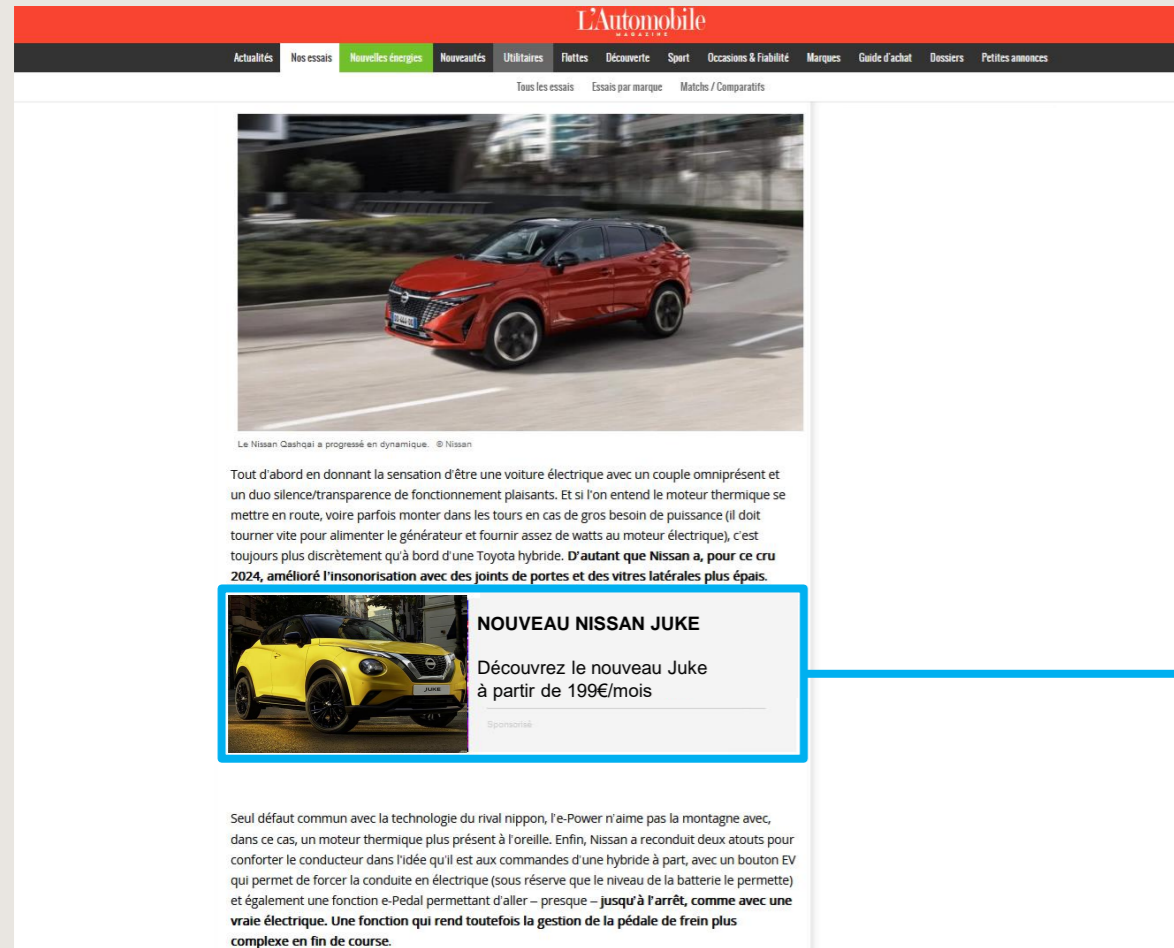 L'Automobile
MAGAZINE
Actualités Nos essais Nouvelles énergies Nouveautés Utilitaires Flottes Découverte Sport Occasions & Fiabilité Marques Guide d'achat Dossiers Petites annonces
Tous les essais Essais par marque Matchs / Comparatifs
Le Nissan Qashqai a progressé en dynamique. © Nissan
Tout d'abord en donnant la sensation d'être une voiture électrique avec un couple omniprésent et
un duo silence/transparence de fonctionnement plaisants. Et si l'on entend le moteur thermique se
mettre en route, voire parfois monter dans les tours en cas de gros besoin de puissance (il doit
tourner vite pour alimenter le générateur et fournir assez de watts au moteur électrique), c'est
toujours plus discrètement qu'à bord d'une Toyota hybride. D'autant que Nissan a, pour ce cru
2024, amélioré l'insonorisation avec des joints de portes et des vitres latérales plus épais.
JUKE
NOUVEAU NISSAN JUKE
Découvrez le nouveau Juke
à partir de 199€/mois
Sponsorisé
Seul défaut commun avec la technologie du rival nippon, l'e-Power n'aime pas la montagne avec,
dans ce cas, un moteur thermique plus présent à l'oreille. Enfin, Nissan a reconduit deux atouts pour
conforter le conducteur dans l'idée qu'il est aux commandes d'une hybride à part, avec un bouton EV
qui permet de forcer la conduite en électrique (sous réserve que le niveau de la batterie le permette)
et également une fonction e-Pedal permettant d'aller – presque – jusqu'à l'arrêt, comme avec une
vraie électrique. Une fonction qui rend toutefois la gestion de la pédale de frein plus
complexe en fin de course.